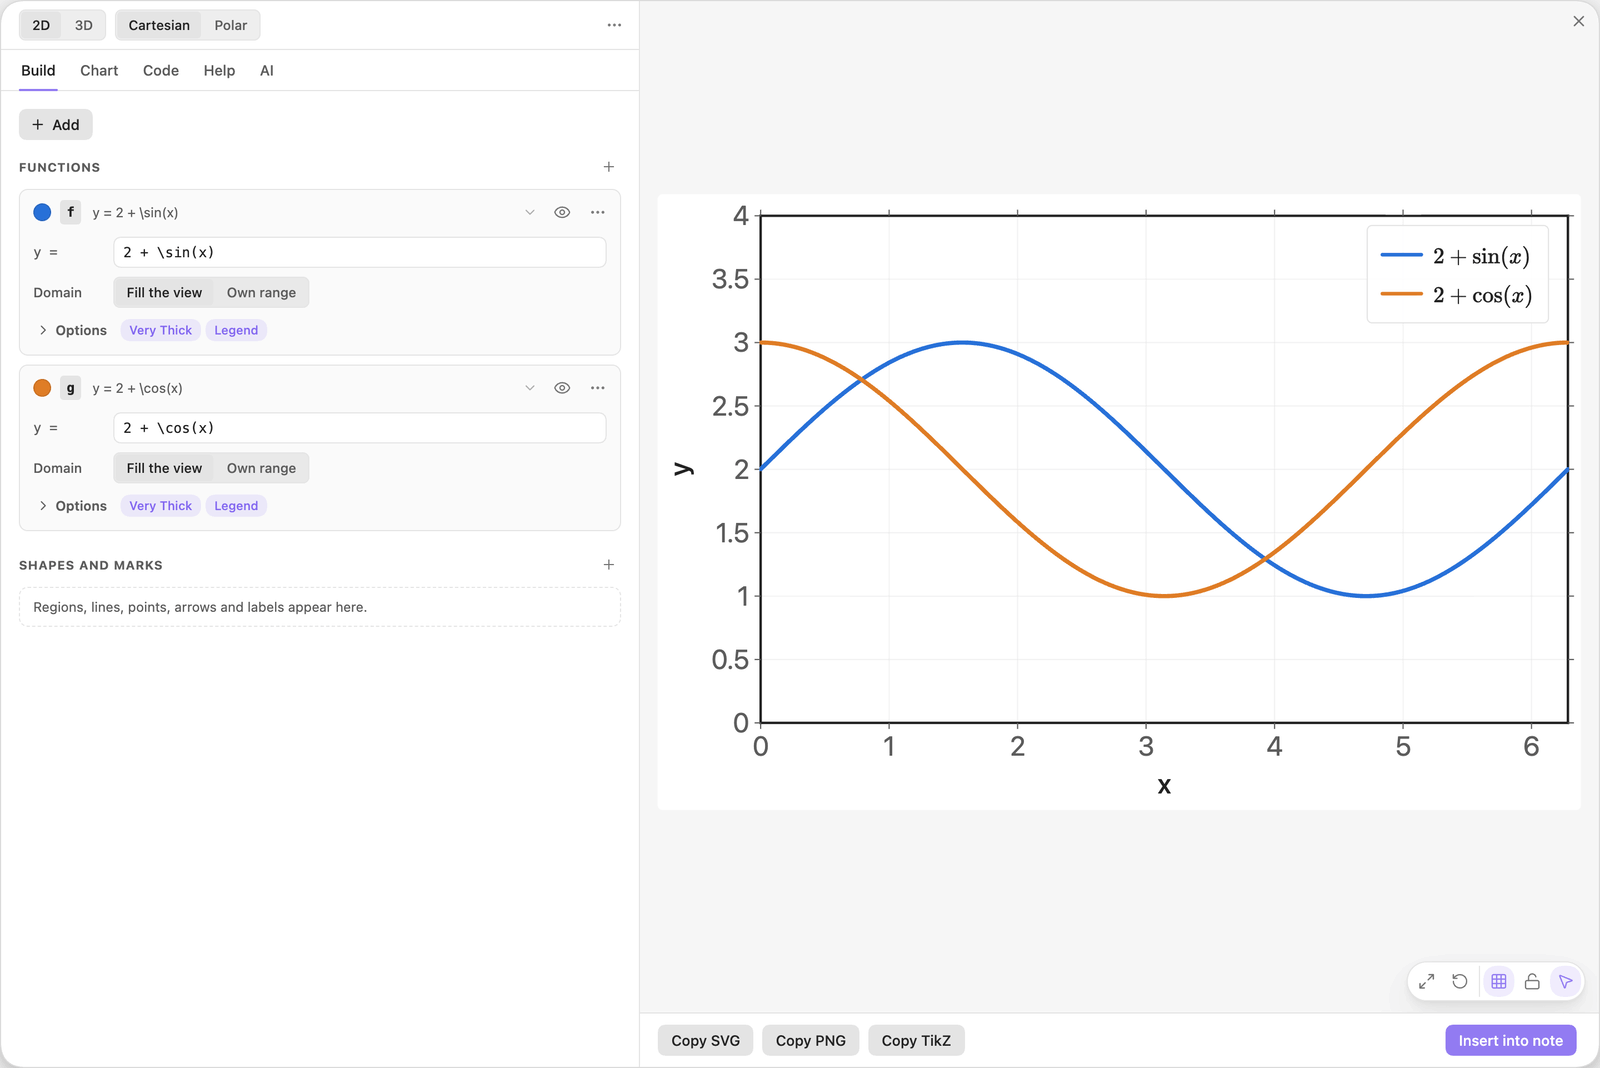 2D 3D Cartesian Polar
Build Chart Code Help AI
+ Add
FUNCTIONS
f y = 2 + \sin(x)
y = 2 + \sin(x)
Domain Fill the view Own range
Options Very Thick Legend
g y = 2 + \cos(x)
y = 2 + \cos(x)
Domain Fill the view Own range
Options Very Thick Legend
SHAPES AND MARKS
Regions, lines, points, arrows and labels appear here.
4
3.5
3
2.5
2
1.5
1
0.5
0
y
0 1 2 3 4 5 6
x
2 + sin(x)
2 + cos(x)
Copy SVG Copy PNG Copy TikZ Insert into note